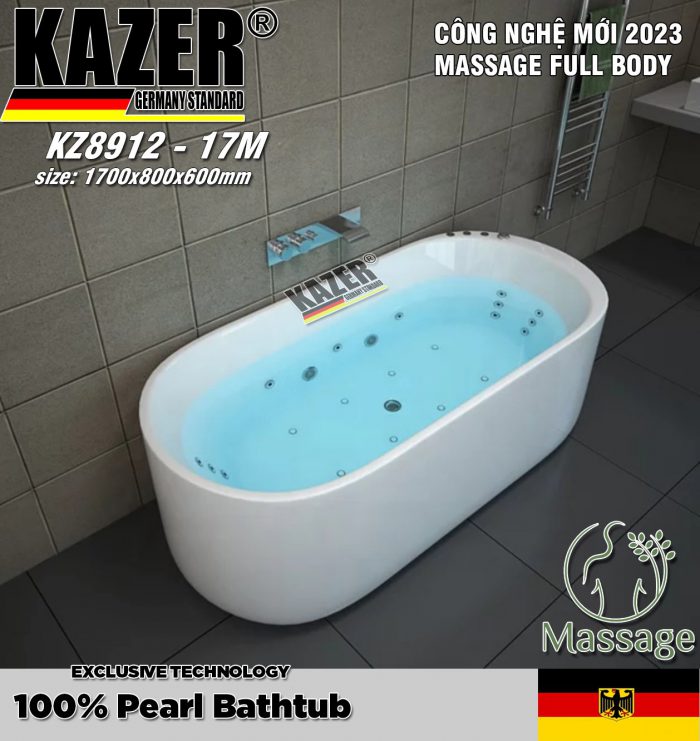 KAZER®
GERMANY STANDARD
CÔNG NGHỆ MỚI 2023
MASSAGE FULL BODY
KZ8912 - 17M
size: 1700x800x600mm
KAZER®
GERMANY STANDARD
Massage
EXCLUSIVE TECHNOLOGY
100% Pearl Bathtub